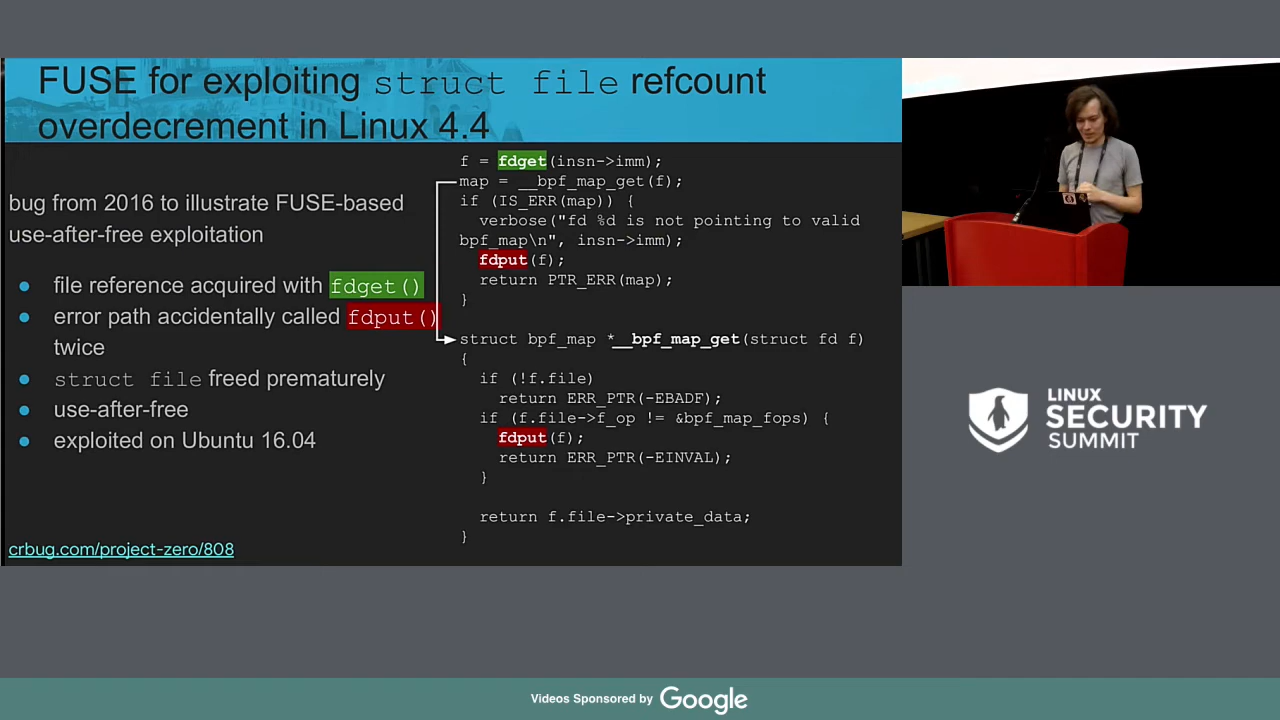 FUSE for exploiting struct file refcount
overdecrement in Linux 4.4
bug from 2016 to illustrate FUSE-based
use-after-free exploitation
● file reference acquired with fdget()
● error path accidentally called fdput()
twice
● struct file freed prematurely
● use-after-free
● exploited on Ubuntu 16.04
crbug.com/project-zero/808
f = fdget(insn->imm);
map = __bpf_map_get(f);
if (IS_ERR(map)) {
verbose("fd %d is not pointing to valid
bpf_map\n", insn->imm);
fdput(f);
return PTR_ERR(map);
}
struct bpf_map *__bpf_map_get(struct fd f)
{
if (!f.file)
return ERR_PTR(-EBADF);
if (f.file->f_op != &bpf_map_fops) {
fdput(f);
return ERR_PTR(-EINVAL);
}
return f.file->private_data;
}
LINUX
SECURITY
SUMMIT
Videos Sponsored by Google